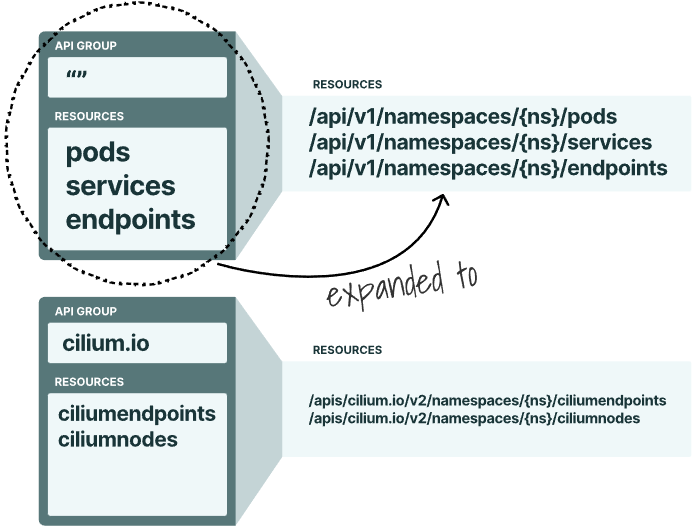 API GROUP
“”
RESOURCES
pods
services
endpoints
RESOURCES
/api/v1/namespaces/{ns}/pods
/api/v1/namespaces/{ns}/services
/api/v1/namespaces/{ns}/endpoints
expanded to
API GROUP
cilium.io
RESOURCES
ciliumendpoints
ciliumnodes
RESOURCES
/apis/cilium.io/v2/namespaces/{ns}/ciliumendpoints
/apis/cilium.io/v2/namespaces/{ns}/ciliumnodes